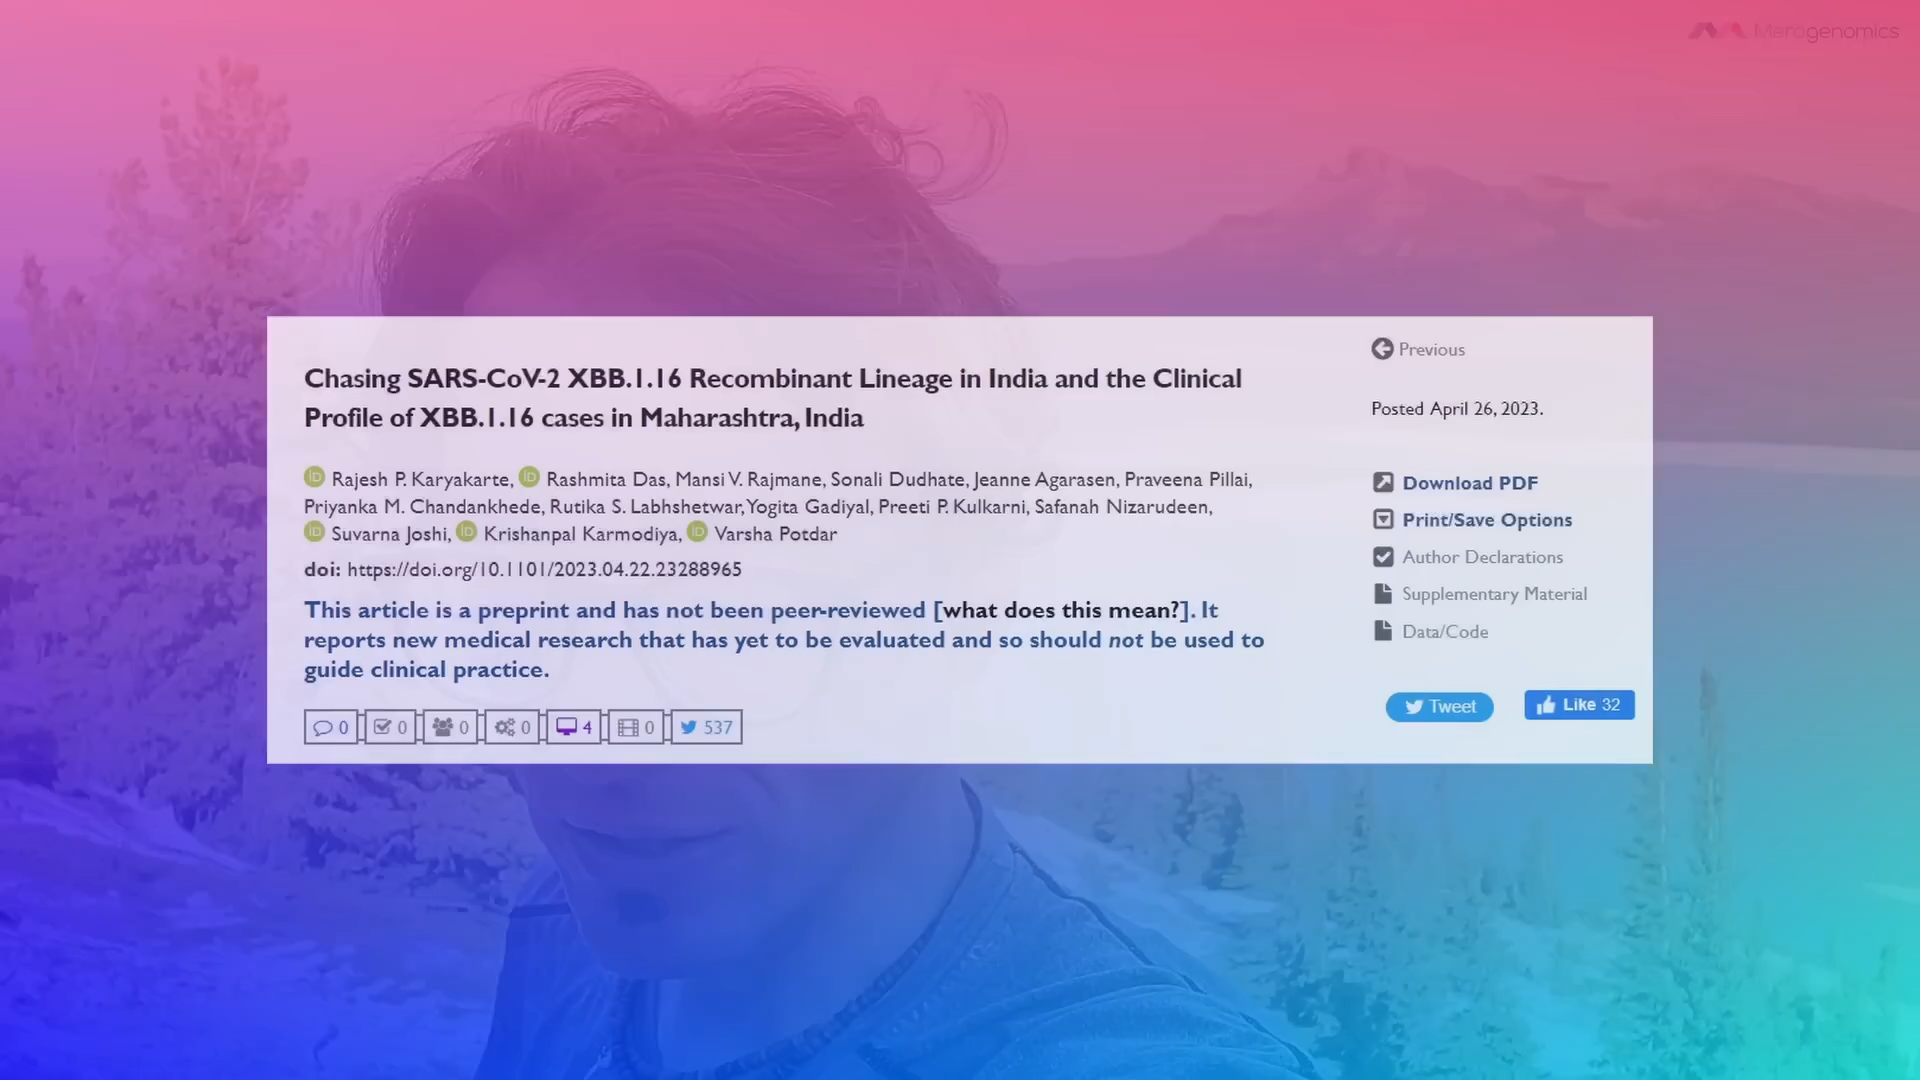 Merogenomics
Chasing SARS-CoV-2 XBB.1.16 Recombinant Lineage in India and the Clinical
Profile of XBB.1.16 cases in Maharashtra, India
iD Rajesh P. Karyakarte, iD Rashmita Das, Mansi V. Rajmane, Sonali Dudhate, Jeanne Agarasen, Praveena Pillai,
Priyanka M. Chandankhede, Rutika S. Labhshetwar, Yogita Gadiyal, Preeti P. Kulkarni, Safanah Nizarudeen,
iD Suvarna Joshi, iD Krishanpal Karmodiya, iD Varsha Potdar
doi: https://doi.org/10.1101/2023.04.22.23288965
This article is a preprint and has not been peer-reviewed [what does this mean?]. It
reports new medical research that has yet to be evaluated and so should not be used to
guide clinical practice.
0 0 0 0 4 0 537
Previous
Posted April 26, 2023.
Download PDF
Print/Save Options
Author Declarations
Supplementary Material
Data/Code
Tweet
Like 32